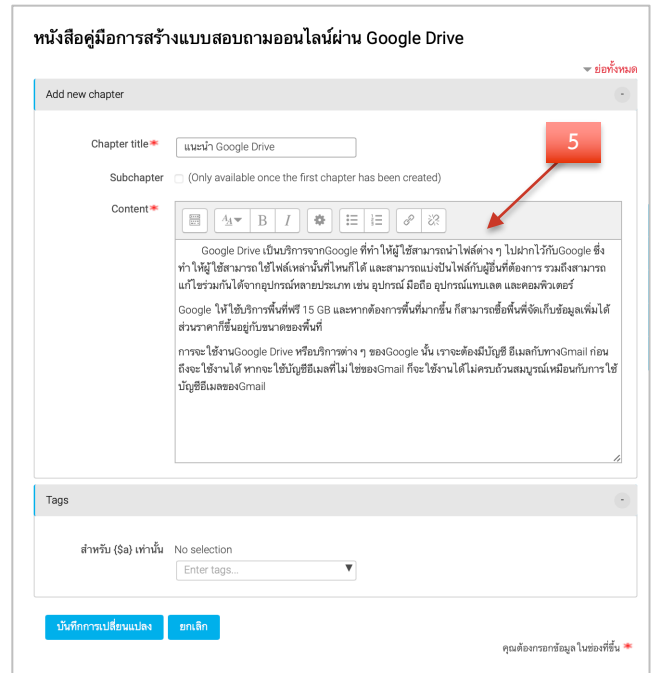 หนังสือคู่มือการสร้างแบบสอบถามออนไลน์ผ่าน Google Drive
ย่อทั้งหมด
Add new chapter
5
Chapter title
แนะนำ Google Drive
Subchapter
(Only available once the first chapter has been created)
Content
B I
Google Drive เป็นบริการจากGoogle ที่ทำให้ผู้ใช้สามารถนำไฟล์ต่าง ๆ ไปฝากไว้กับGoogle ซึ่ง
ทำให้ผู้ใช้สามารถใช้ไฟล์เหล่านั้นที่ไหนก็ได้ และสามารถแบ่งปันไฟล์กับผู้อื่นที่ต้องการ รวมถึงสามารถ
แก้ไขร่วมกันได้จากอุปกรณ์หลายประเภท เช่น อุปกรณ์ มือถือ อุปกรณ์แทบเลต และคอมพิวเตอร์
Google ให้ใช้บริการพื้นที่ฟรี 15 GB และหากต้องการพื้นที่มากขึ้น ก็สามารถซื้อพื้นที่จัดเก็บข้อมูลเพิ่มได้
ส่วนราคาก็ขึ้นอยู่กับขนาดของพื้นที่
การจะใช้งานGoogle Drive หรือบริการต่าง ๆ ของGoogle นั้น เราจะต้องมีบัญชี อีเมลกับทางGmail ก่อน
ถึงจะใช้งานได้ หากจะใช้บัญชีอีเมลที่ไม่ใช่ของGmail ก็จะใช้งานได้ไม่ครบถ้วนสมบูรณ์เหมือนกับการใช้
บัญชีอีเมลของGmail
Tags
สำหรับ {$a} เท่านั้น
No selection
Enter tags...
บันทึกการเปลี่ยนแปลง
ยกเลิก
คุณต้องกรอกข้อมูลในช่องที่ขึ้น